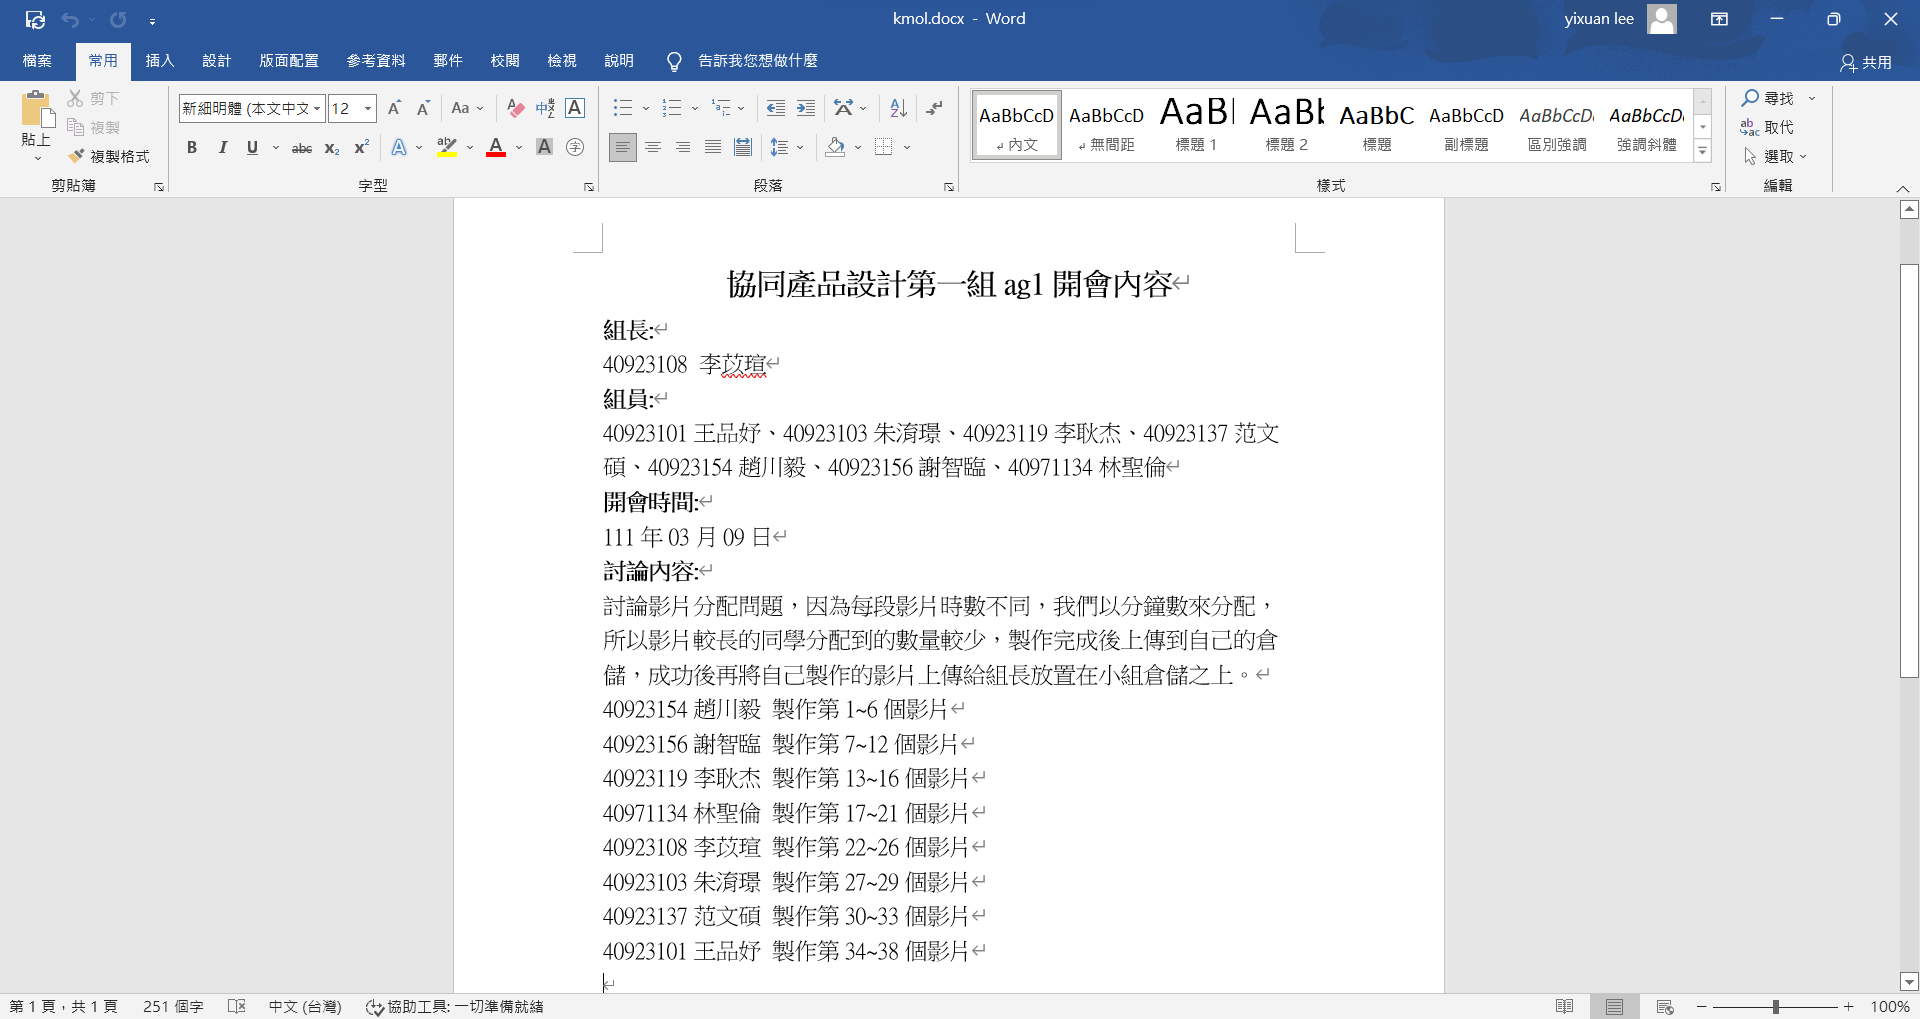 kmol.docx - Word
yixuan lee
檔案 常用 插入 設計 版面配置 參考資料 郵件 校閱 檢視 說明 告訴我您想做什麼 共用
貼上 剪下 複製 複製格式 剪貼簿
新細明體 (本文中文 12 Aa 字型
B I U abc x₂ x² A A A 字
段落
AaBbCcD AaBbCcD AaBl AaBb AaBbC AaBbCcD AaBbCcD AaBbCcD
內文 無間距 標題 1 標題 2 標題 副標題 區別強調 強調斜體
樣式
尋找 取代 選取 編輯
協同產品設計第一組 ag1 開會內容
組長:
40923108 李苡瑄
組員:
40923101 王品妤、40923103 朱淯璟、40923119 李耿杰、40923137 范文
碩、40923154 趙川毅、40923156 謝智臨、40971134 林聖倫
開會時間:
111 年 03 月 09 日
討論內容:
討論影片分配問題，因為每段影片時數不同，我們以分鐘數來分配，
所以影片較長的同學分配到的數量較少，製作完成後上傳到自己的倉
儲，成功後再將自己製作的影片上傳給組長放置在小組倉儲之上。
40923154 趙川毅 製作第 1~6 個影片
40923156 謝智臨 製作第 7~12 個影片
40923119 李耿杰 製作第 13~16 個影片
40971134 林聖倫 製作第 17~21 個影片
40923108 李苡瑄 製作第 22~26 個影片
40923103 朱淯璟 製作第 27~29 個影片
40923137 范文碩 製作第 30~33 個影片
40923101 王品妤 製作第 34~38 個影片
第 1 頁，共 1 頁 251 個字 中文 (台灣) 協助工具: 一切準備就緒 100%